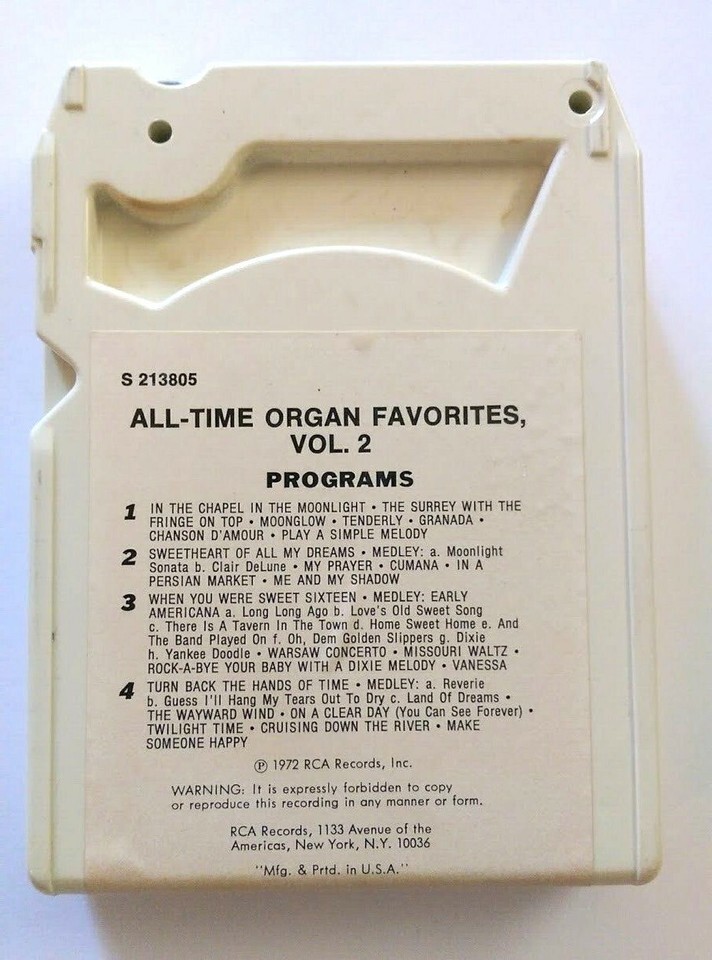 S 213805
ALL-TIME ORGAN FAVORITES,
VOL. 2
PROGRAMS
1 IN THE CHAPEL IN THE MOONLIGHT • THE SURREY WITH THE
FRINGE ON TOP • MOONGLOW • TENDERLY • GRANADA •
CHANSON D'AMOUR • PLAY A SIMPLE MELODY
2 SWEETHEART OF ALL MY DREAMS • MEDLEY: a. Moonlight
Sonata b. Clair DeLune • MY PRAYER • CUMANA • IN A
PERSIAN MARKET • ME AND MY SHADOW
3 WHEN YOU WERE SWEET SIXTEEN • MEDLEY: EARLY
AMERICANA a. Long Long Ago b. Love's Old Sweet Song
c. There Is A Tavern In The Town d. Home Sweet Home e. And
The Band Played On f. Oh, Dem Golden Slippers g. Dixie
h. Yankee Doodle • WARSAW CONCERTO • MISSOURI WALTZ •
ROCK-A-BYE YOUR BABY WITH A DIXIE MELODY • VANESSA
4 TURN BACK THE HANDS OF TIME • MEDLEY: a. Reverie
b. Guess I'll Hang My Tears Out To Dry c. Land Of Dreams •
THE WAYWARD WIND • ON A CLEAR DAY (You Can See Forever) •
TWILIGHT TIME • CRUISING DOWN THE RIVER • MAKE
SOMEONE HAPPY
℗ 1972 RCA Records, Inc.
WARNING: It is expressly forbidden to copy
or reproduce this recording in any manner or form.
RCA Records, 1133 Avenue of the
Americas, New York, N.Y. 10036
"Mfg. & Prtd. in U.S.A."